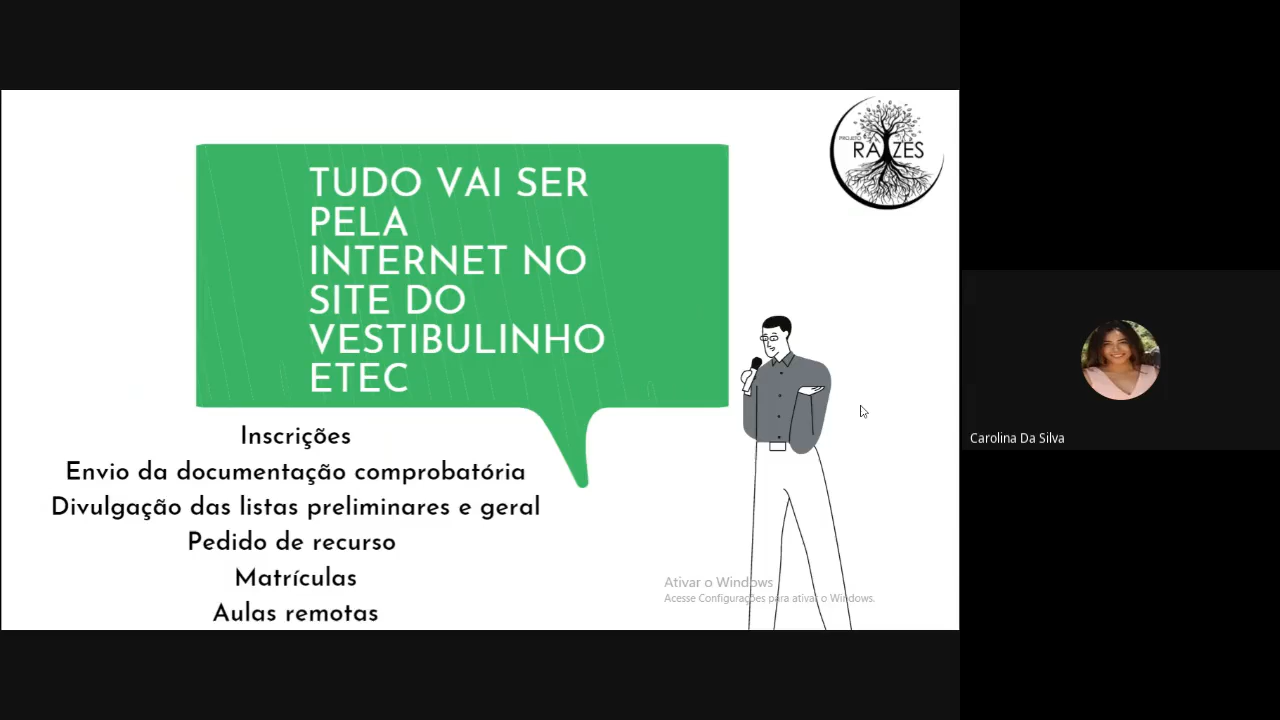 PROJETO
RAÍZES
TUDO VAI SER
PELA
INTERNET NO
SITE DO
VESTIBULINHO
ETEC
Inscrições
Envio da documentação comprobatória
Divulgação das listas preliminares e geral
Pedido de recurso
Matrículas
Aulas remotas
Ativar o Windows
Acesse Configurações para ativar o Windows.
Carolina Da Silva